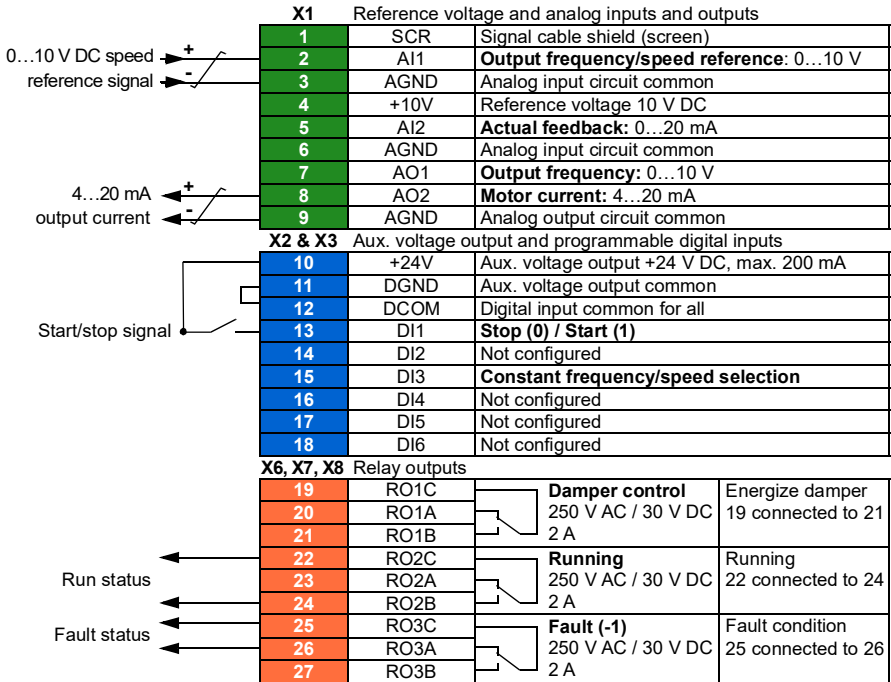 X1 Reference voltage and analog inputs and outputs
1 SCR Signal cable shield (screen)
0…10 V DC speed + 2 AI1 Output frequency/speed reference: 0…10 V
reference signal - 3 AGND Analog input circuit common
4 +10V Reference voltage 10 V DC
5 AI2 Actual feedback: 0…20 mA
6 AGND Analog input circuit common
7 AO1 Output frequency: 0…10 V
4…20 mA + 8 AO2 Motor current: 4…20 mA
output current - 9 AGND Analog output circuit common
X2 & X3 Aux. voltage output and programmable digital inputs
10 +24V Aux. voltage output +24 V DC, max. 200 mA
11 DGND Aux. voltage output common
12 DCOM Digital input common for all
Start/stop signal 13 DI1 Stop (0) / Start (1)
14 DI2 Not configured
15 DI3 Constant frequency/speed selection
16 DI4 Not configured
17 DI5 Not configured
18 DI6 Not configured
X6, X7, X8 Relay outputs
19 RO1C Damper control Energize damper
20 RO1A 250 V AC / 30 V DC 19 connected to 21
21 RO1B 2 A
22 RO2C Running Running
Run status 23 RO2A 250 V AC / 30 V DC 22 connected to 24
24 RO2B 2 A
Fault status 25 RO3C Fault (-1) Fault condition
26 RO3A 250 V AC / 30 V DC 25 connected to 26
27 RO3B 2 A